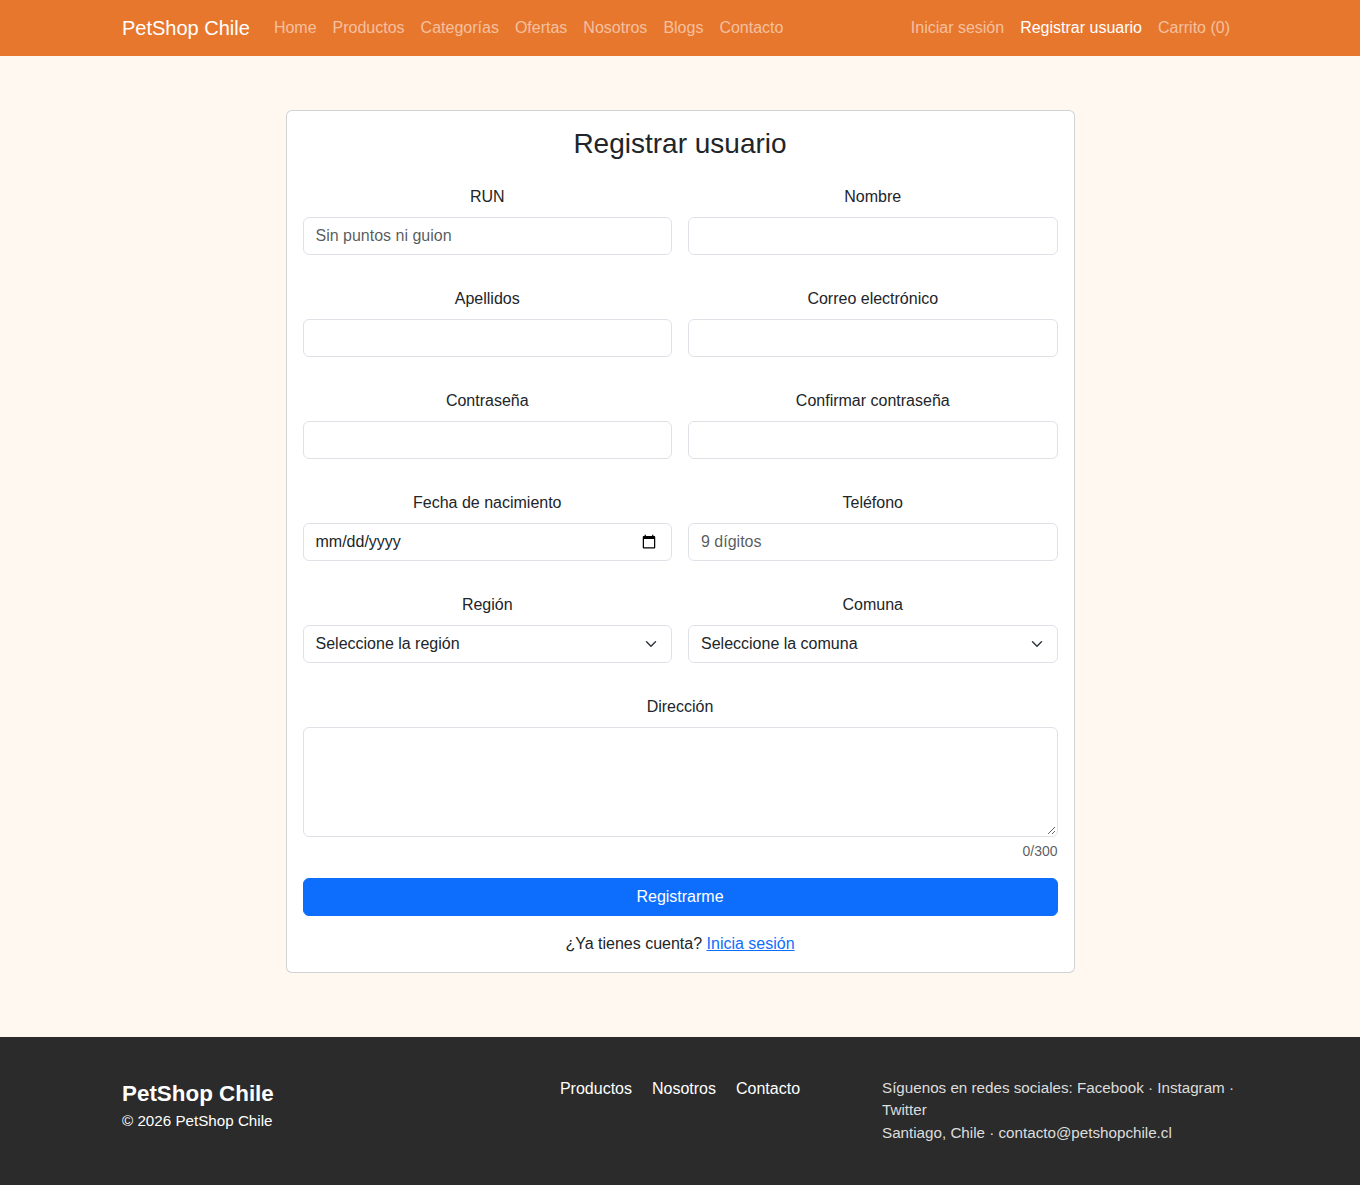 PetShop Chile Home Productos Categorías Ofertas Nosotros Blogs Contacto Iniciar sesión Registrar usuario Carrito (0)
Registrar usuario
RUN Nombre
Sin puntos ni guion
Apellidos Correo electrónico
Contraseña Confirmar contraseña
Fecha de nacimiento Teléfono
mm/dd/yyyy 9 dígitos
Región Comuna
Seleccione la región Seleccione la comuna
Dirección
0/300
Registrarme
¿Ya tienes cuenta? Inicia sesión
PetShop Chile
© 2026 PetShop Chile
Productos Nosotros Contacto
Síguenos en redes sociales: Facebook · Instagram ·
Twitter
Santiago, Chile · contacto@petshopchile.cl